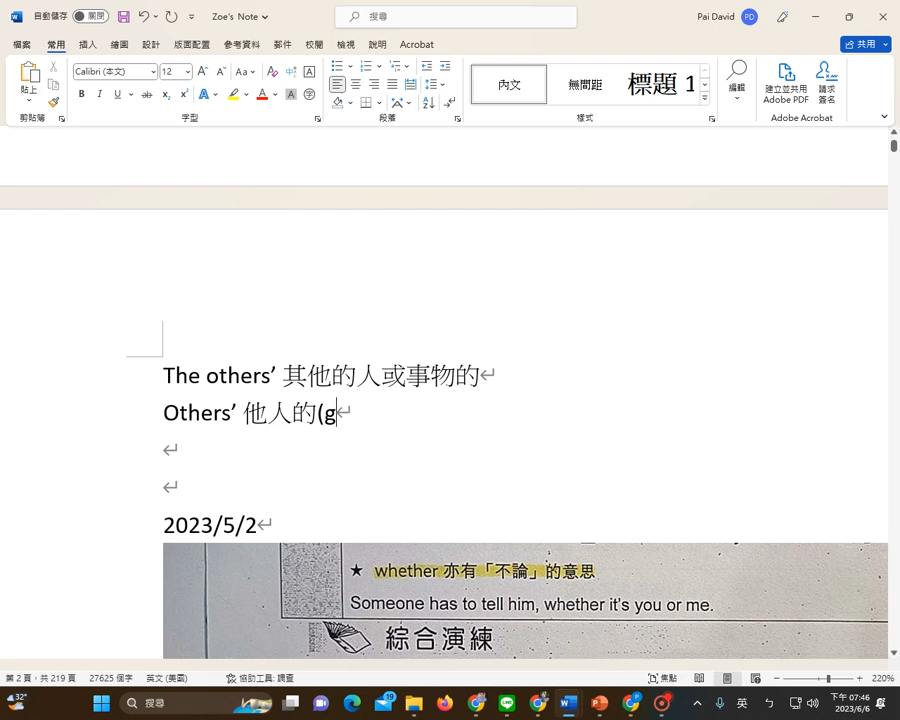 自動儲存 關閉 Zoe's Note 搜尋 Pai David PD
檔案 常用 插入 繪圖 設計 版面配置 參考資料 郵件 校閱 檢視 說明 Acrobat 共用
貼上 Calibri (本文) 12 A A Aa A
B I U ab x₂ x² A A A 字
內文 無間距 標題 1 編輯 建立並共用 Adobe PDF 請求 簽名
剪貼簿 字型 段落 樣式 Adobe Acrobat
The others’ 其他的人或事物的
Others’ 他人的(g
2023/5/2
★ whether 亦有「不論」的意思
Someone has to tell him, whether it's you or me.
綜合演練
第 2 頁，共 219 頁 27625 個字 英文 (美國) 協助工具: 調查 焦點 220%
32° 搜尋 19 英 下午 07:46
2023/6/6